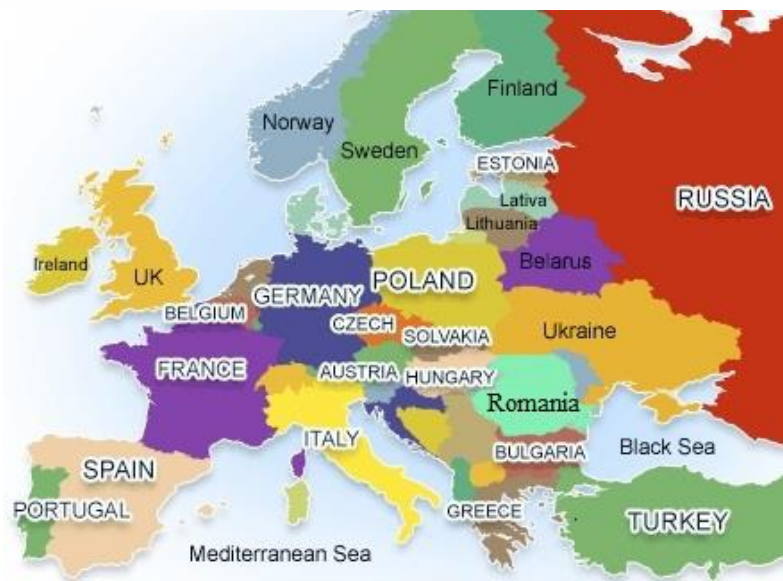 Finland
Norway
Sweden
ESTONIA
RUSSIA
Lativa
Lithuania
Ireland
UK
Belarus
POLAND
GERMANY
BELGIUM
CZECH
SOLVAKIA
Ukraine
FRANCE
AUSTRIA
HUNGARY
Romania
ITALY
BULGARIA
Black Sea
SPAIN
PORTUGAL
GREECE
TURKEY
Mediterranean Sea